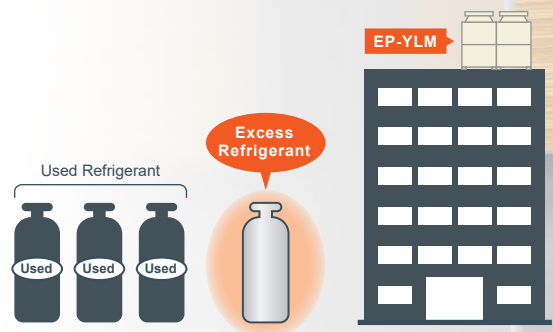 EP-YLM
Excess
Refrigerant
Used Refrigerant
Used
Used
Used